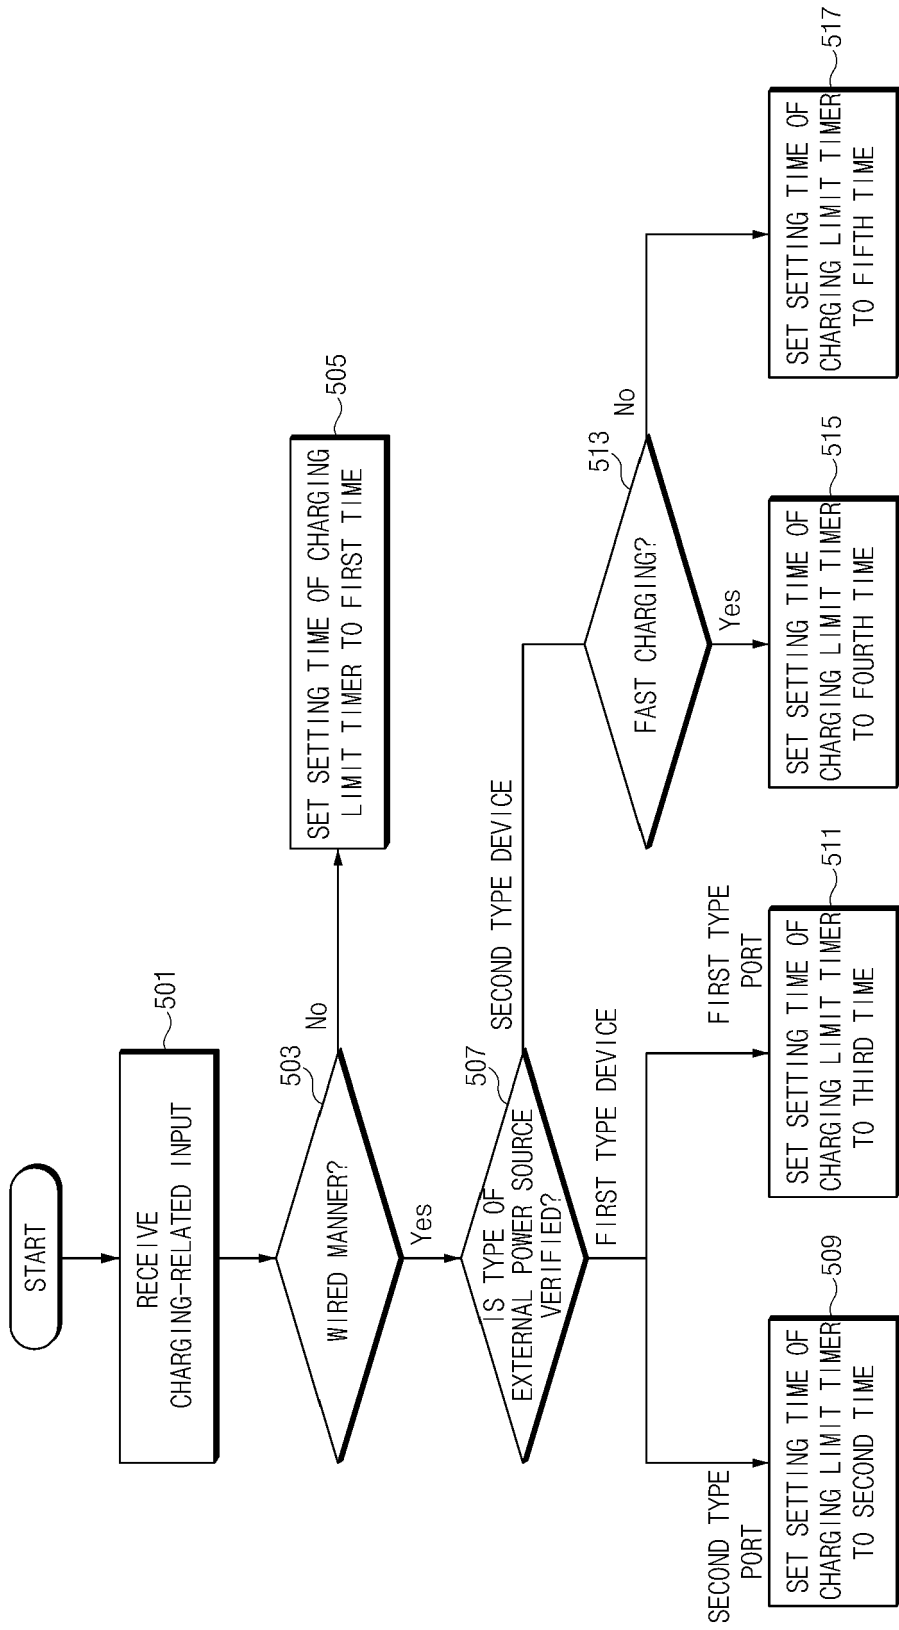 START
RECEIVE
CHARGING-RELATED INPUT
501
WIRED MANNER?
503
No
Yes
SET SETTING TIME OF CHARGING
LIMIT TIMER TO FIRST TIME
505
IS TYPE OF
EXTERNAL POWER SOURCE
VERIFIED?
507
SECOND TYPE DEVICE
FIRST TYPE DEVICE
FAST CHARGING?
513
No
Yes
SECOND TYPE
PORT
FIRST TYPE
PORT
SET SETTING TIME OF
CHARGING LIMIT TIMER
TO SECOND TIME
509
SET SETTING TIME OF
CHARGING LIMIT TIMER
TO THIRD TIME
511
SET SETTING TIME OF
CHARGING LIMIT TIMER
TO FOURTH TIME
515
SET SETTING TIME OF
CHARGING LIMIT TIMER
TO FIFTH TIME
517